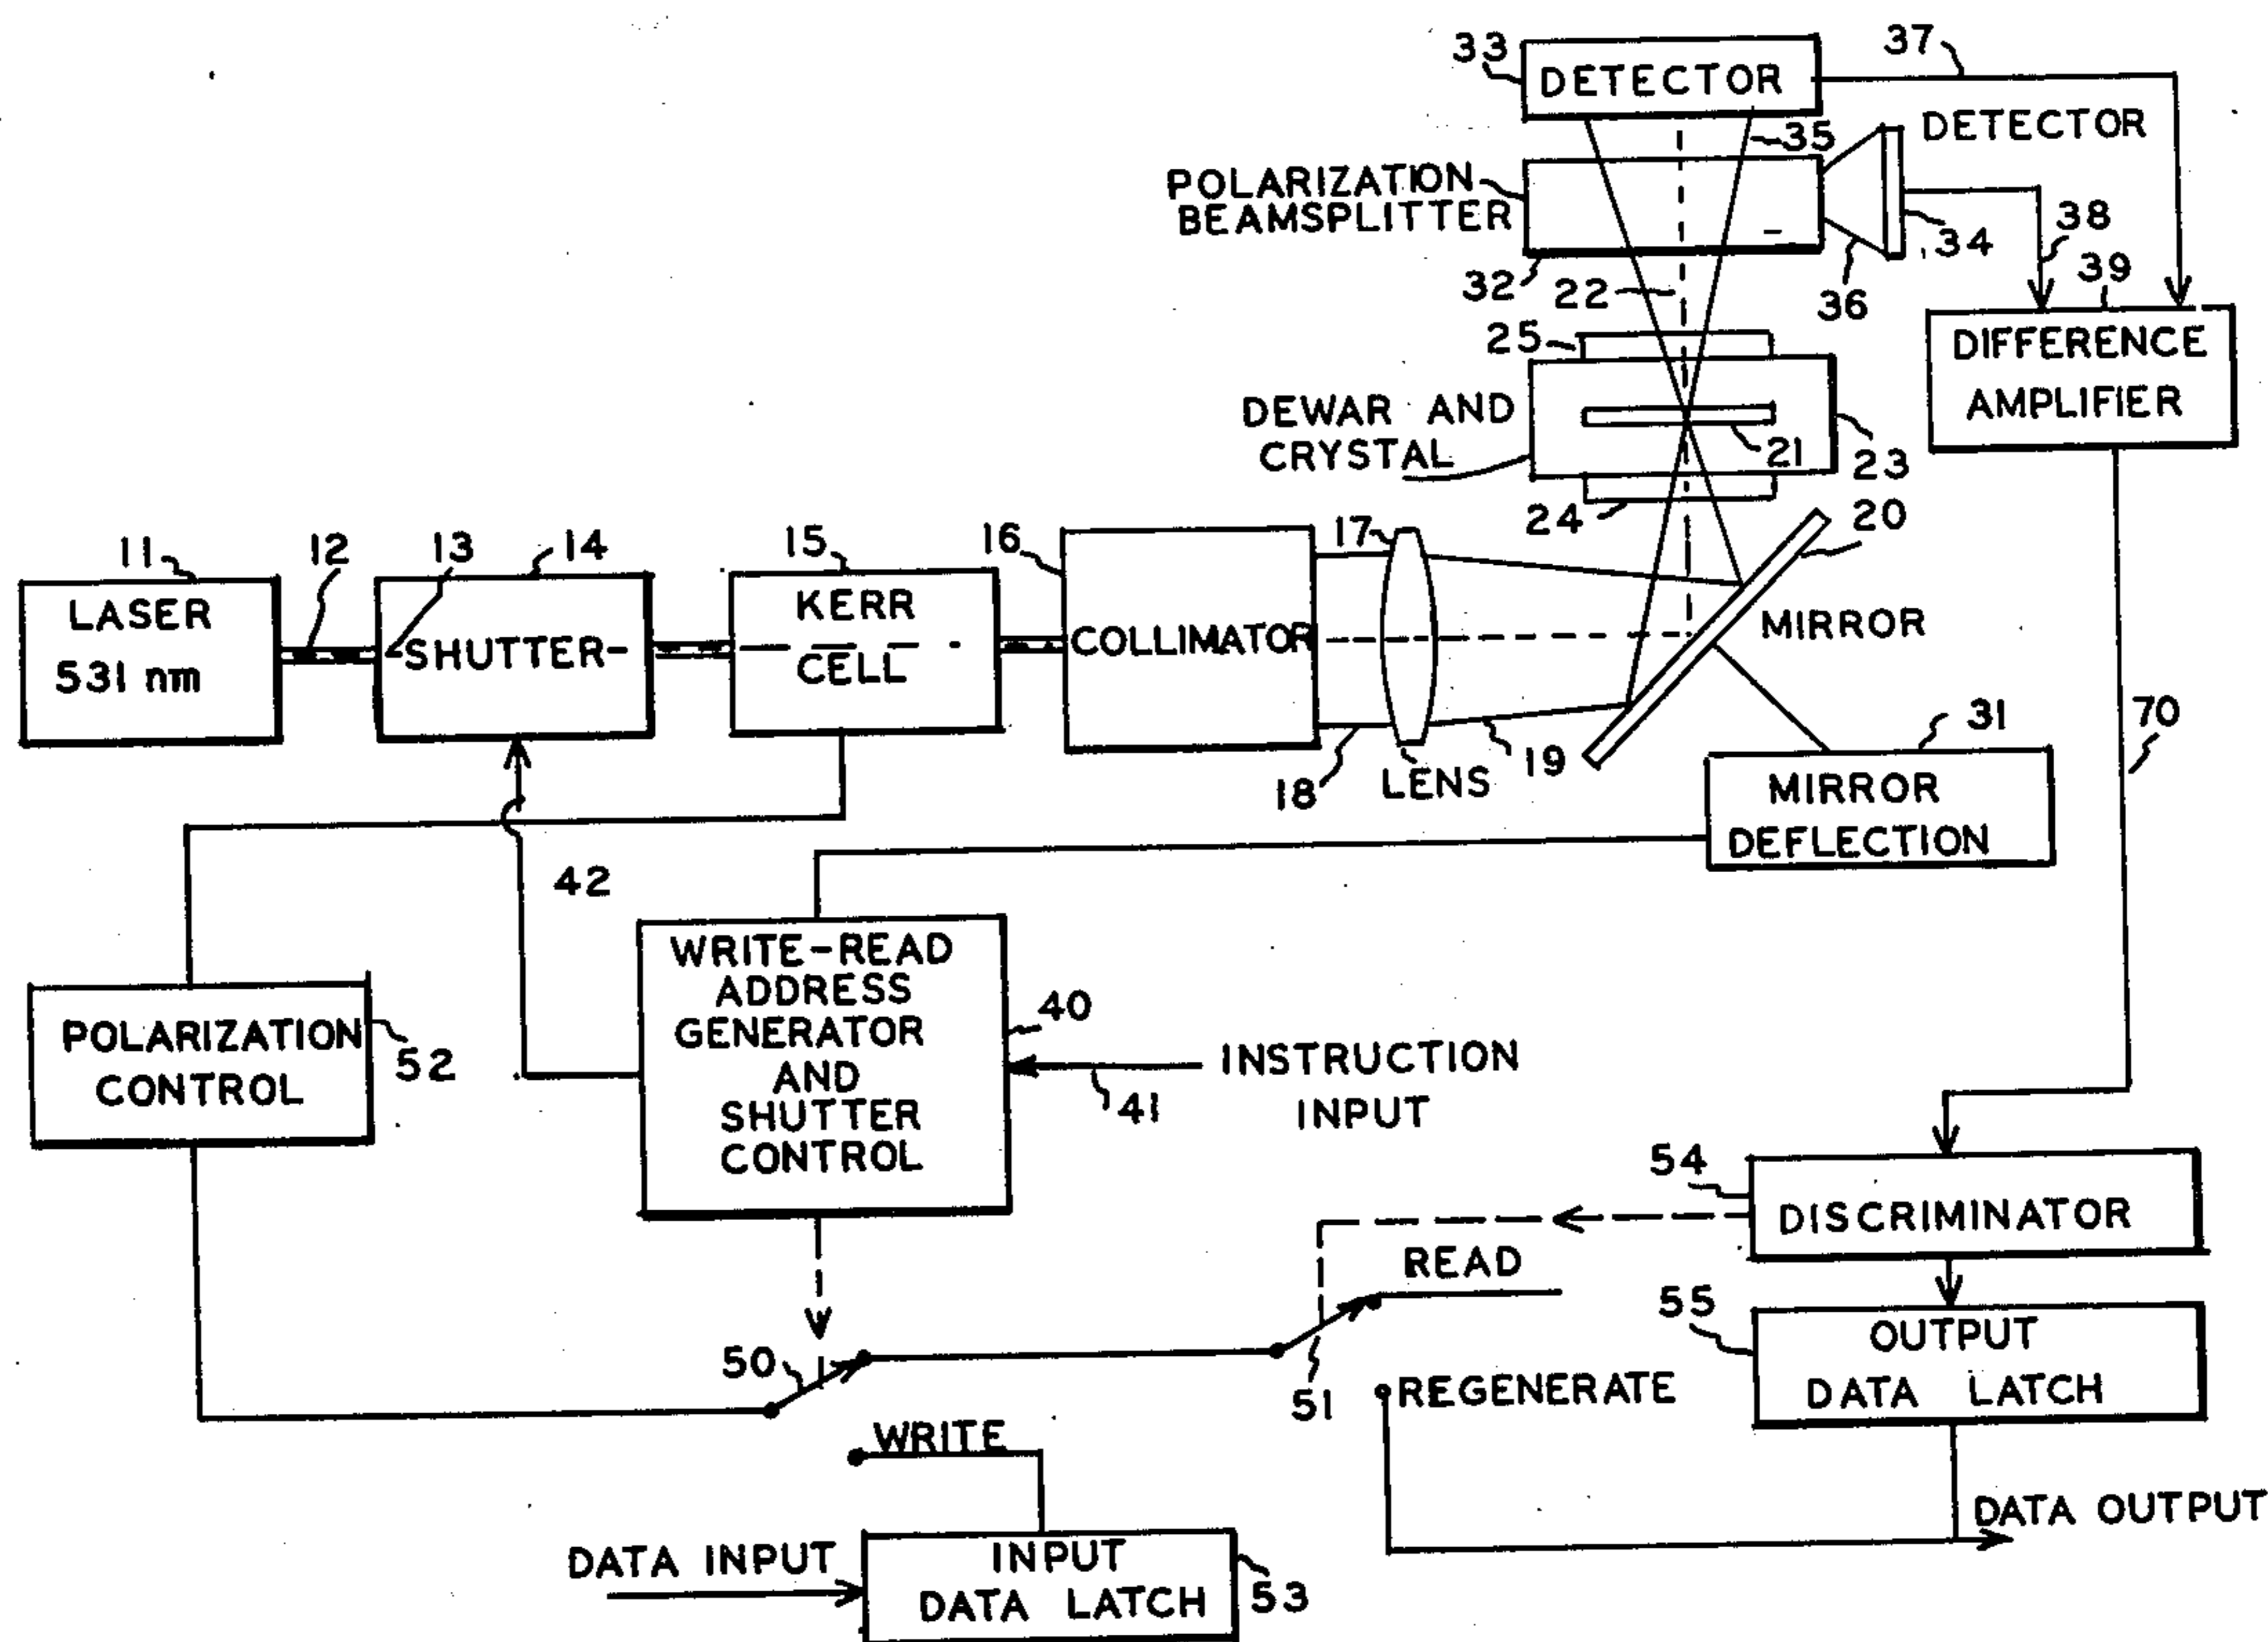 33
DETECTOR
37
DETECTOR
35
POLARIZATION
BEAMSPLITTER
34
38
32
22
36
39
25
DIFFERENCE
AMPLIFIER
DEWAR AND
CRYSTAL
21
23
24
20
11
12
13
14
15
16
17
LASER
531 nm
SHUTTER
KERR
CELL
COLLIMATOR
MIRROR
18
LENS
19
31
70
MIRROR
DEFLECTION
42
WRITE-READ
ADDRESS
GENERATOR
AND
SHUTTER
CONTROL
40
POLARIZATION
CONTROL
52
INSTRUCTION
INPUT
41
54
DISCRIMINATOR
READ
55
OUTPUT
DATA LATCH
50
51
REGENERATE
WRITE
DATA OUTPUT
DATA INPUT
INPUT
DATA LATCH
53